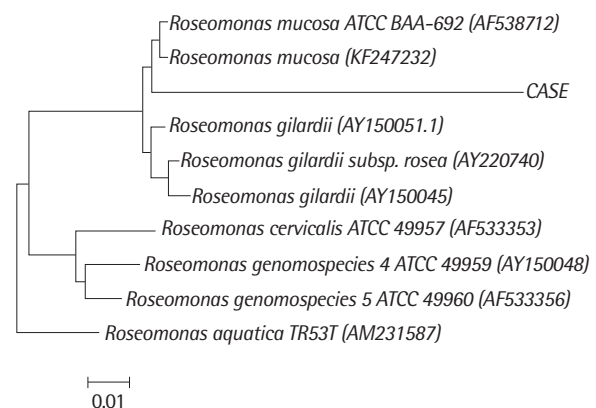 Roseomonas mucosa ATCC BAA-692 (AF538712)
Roseomonas mucosa (KF247232)
CASE
Roseomonas gilardii (AY150051.1)
Roseomonas gilardii subsp. rosea (AY220740)
Roseomonas gilardii (AY150045)
Roseomonas cervicalis ATCC 49957 (AF533353)
Roseomonas genomospecies 4 ATCC 49959 (AY150048)
Roseomonas genomospecies 5 ATCC 49960 (AF533356)
Roseomonas aquatica TR53T (AM231587)
0.01